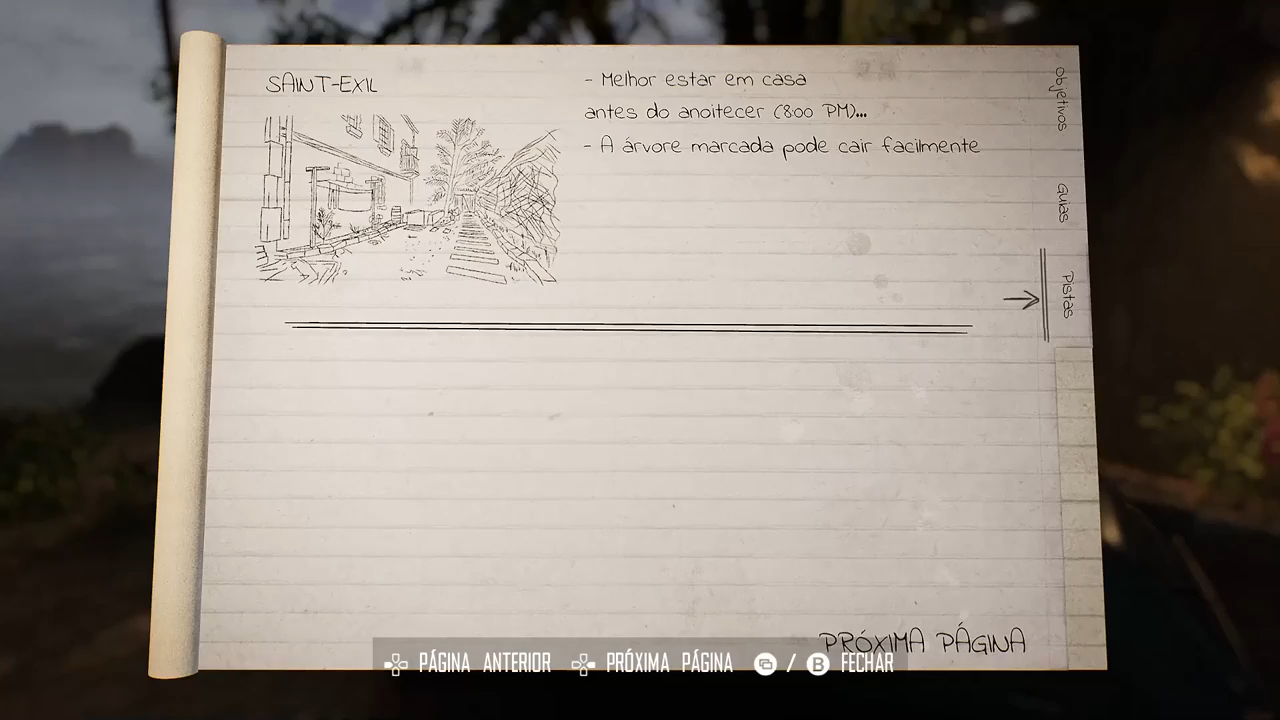 SAINT-EXIL
- Melhor estar em casa
antes do anoitecer (8:00 PM)...
- A árvore marcada pode cair facilmente
Objetivos
Guias
Pistas
PRÓXIMA PÁGINA
PÁGINA ANTERIOR PRÓXIMA PÁGINA / B FECHAR